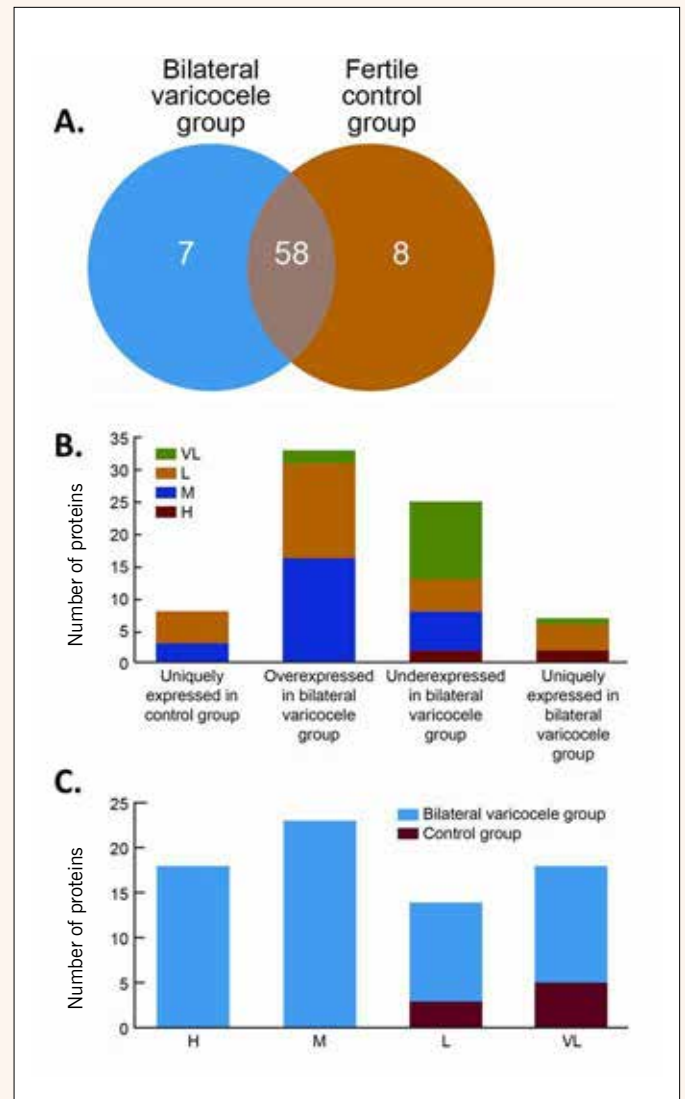 A.
Bilateral
varicocele
group
Fertile
control
group
7
58
8
B.
Number of proteins
35
30
25
20
15
10
5
0
VL
L
M
H
Uniquely
expressed in
control group
Overexpressed
in bilateral
varicocele
group
Underexpressed
in bilateral
varicocele
group
Uniquely
expressed in
bilateral
varicocele
group
C.
Number of proteins
25
20
15
10
5
0
Bilateral varicocele group
Control group
H
M
L
VL